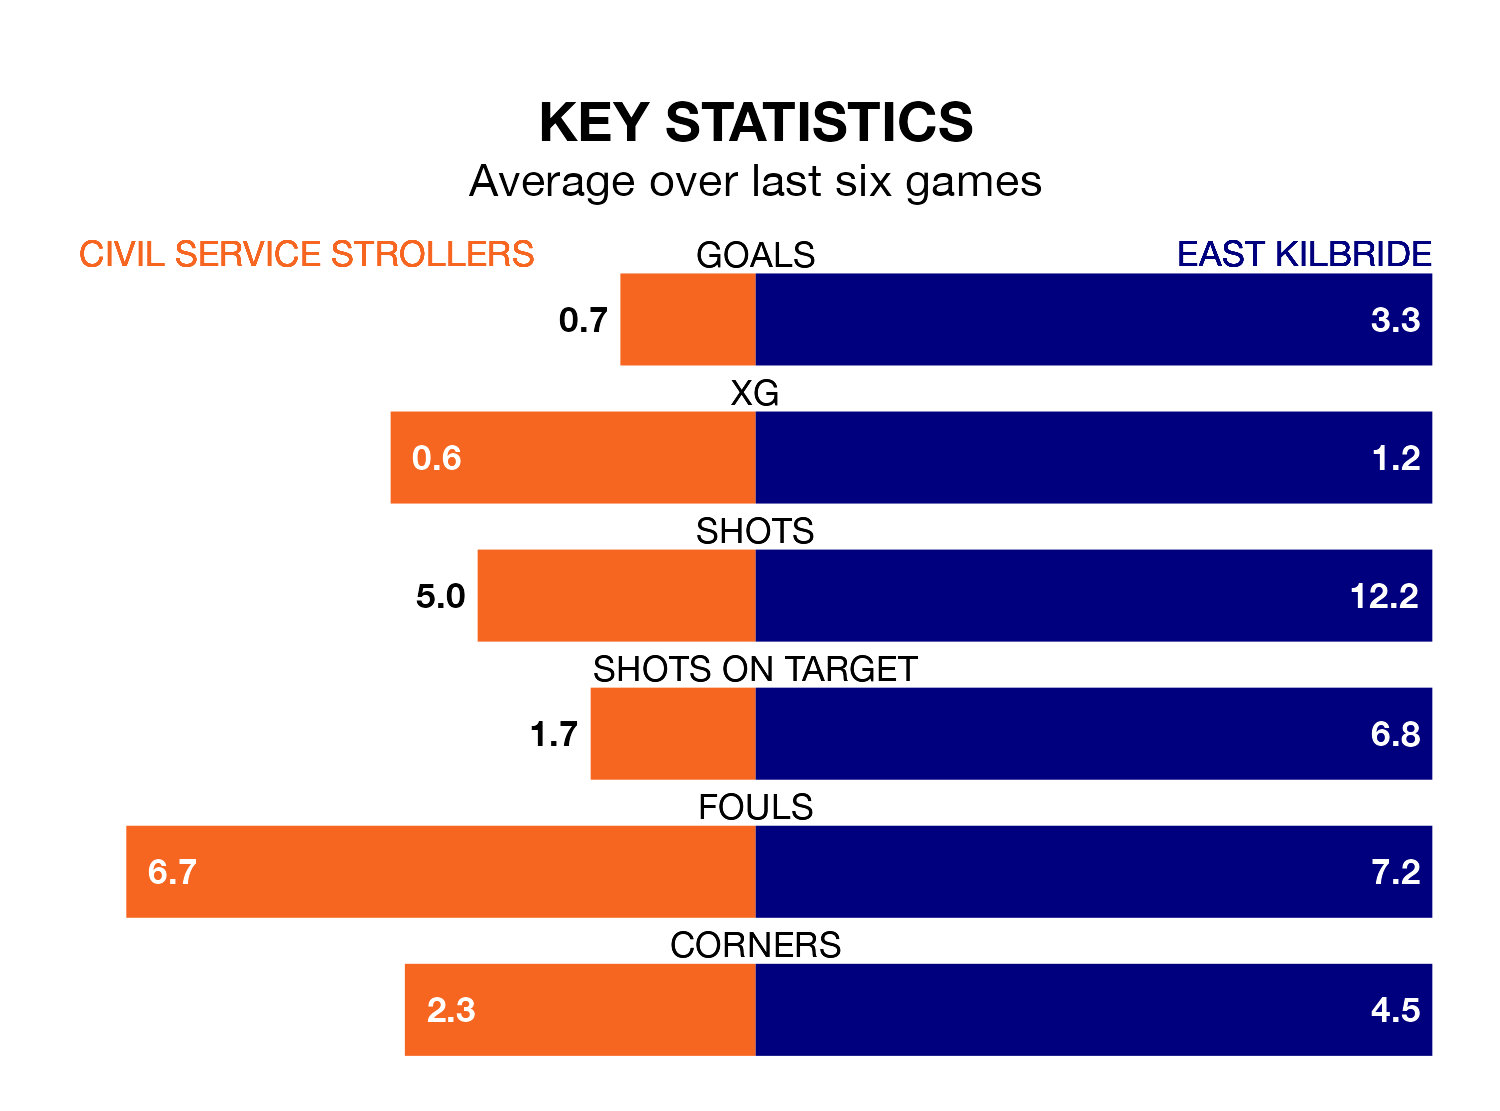 KEY STATISTICS
Average over last six games
CIVIL SERVICE STROLLERS GOALS EAST KILBRIDE
0.7 3.3
XG
0.6 1.2
SHOTS
5.0 12.2
SHOTS ON TARGET
1.7 6.8
FOULS
6.7 7.2
CORNERS
2.3 4.5